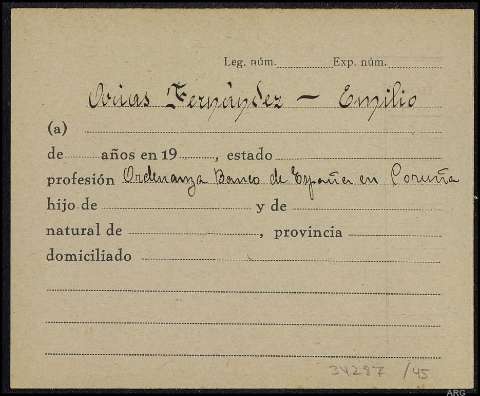 Leg. núm. Exp. núm.
Arias Fernández - Emilio
(a)
de años en 19 , estado
profesión Ordenanza Banco de España en Coruña
hijo de y de
natural de , provincia
domiciliado
34287 /45
ARG